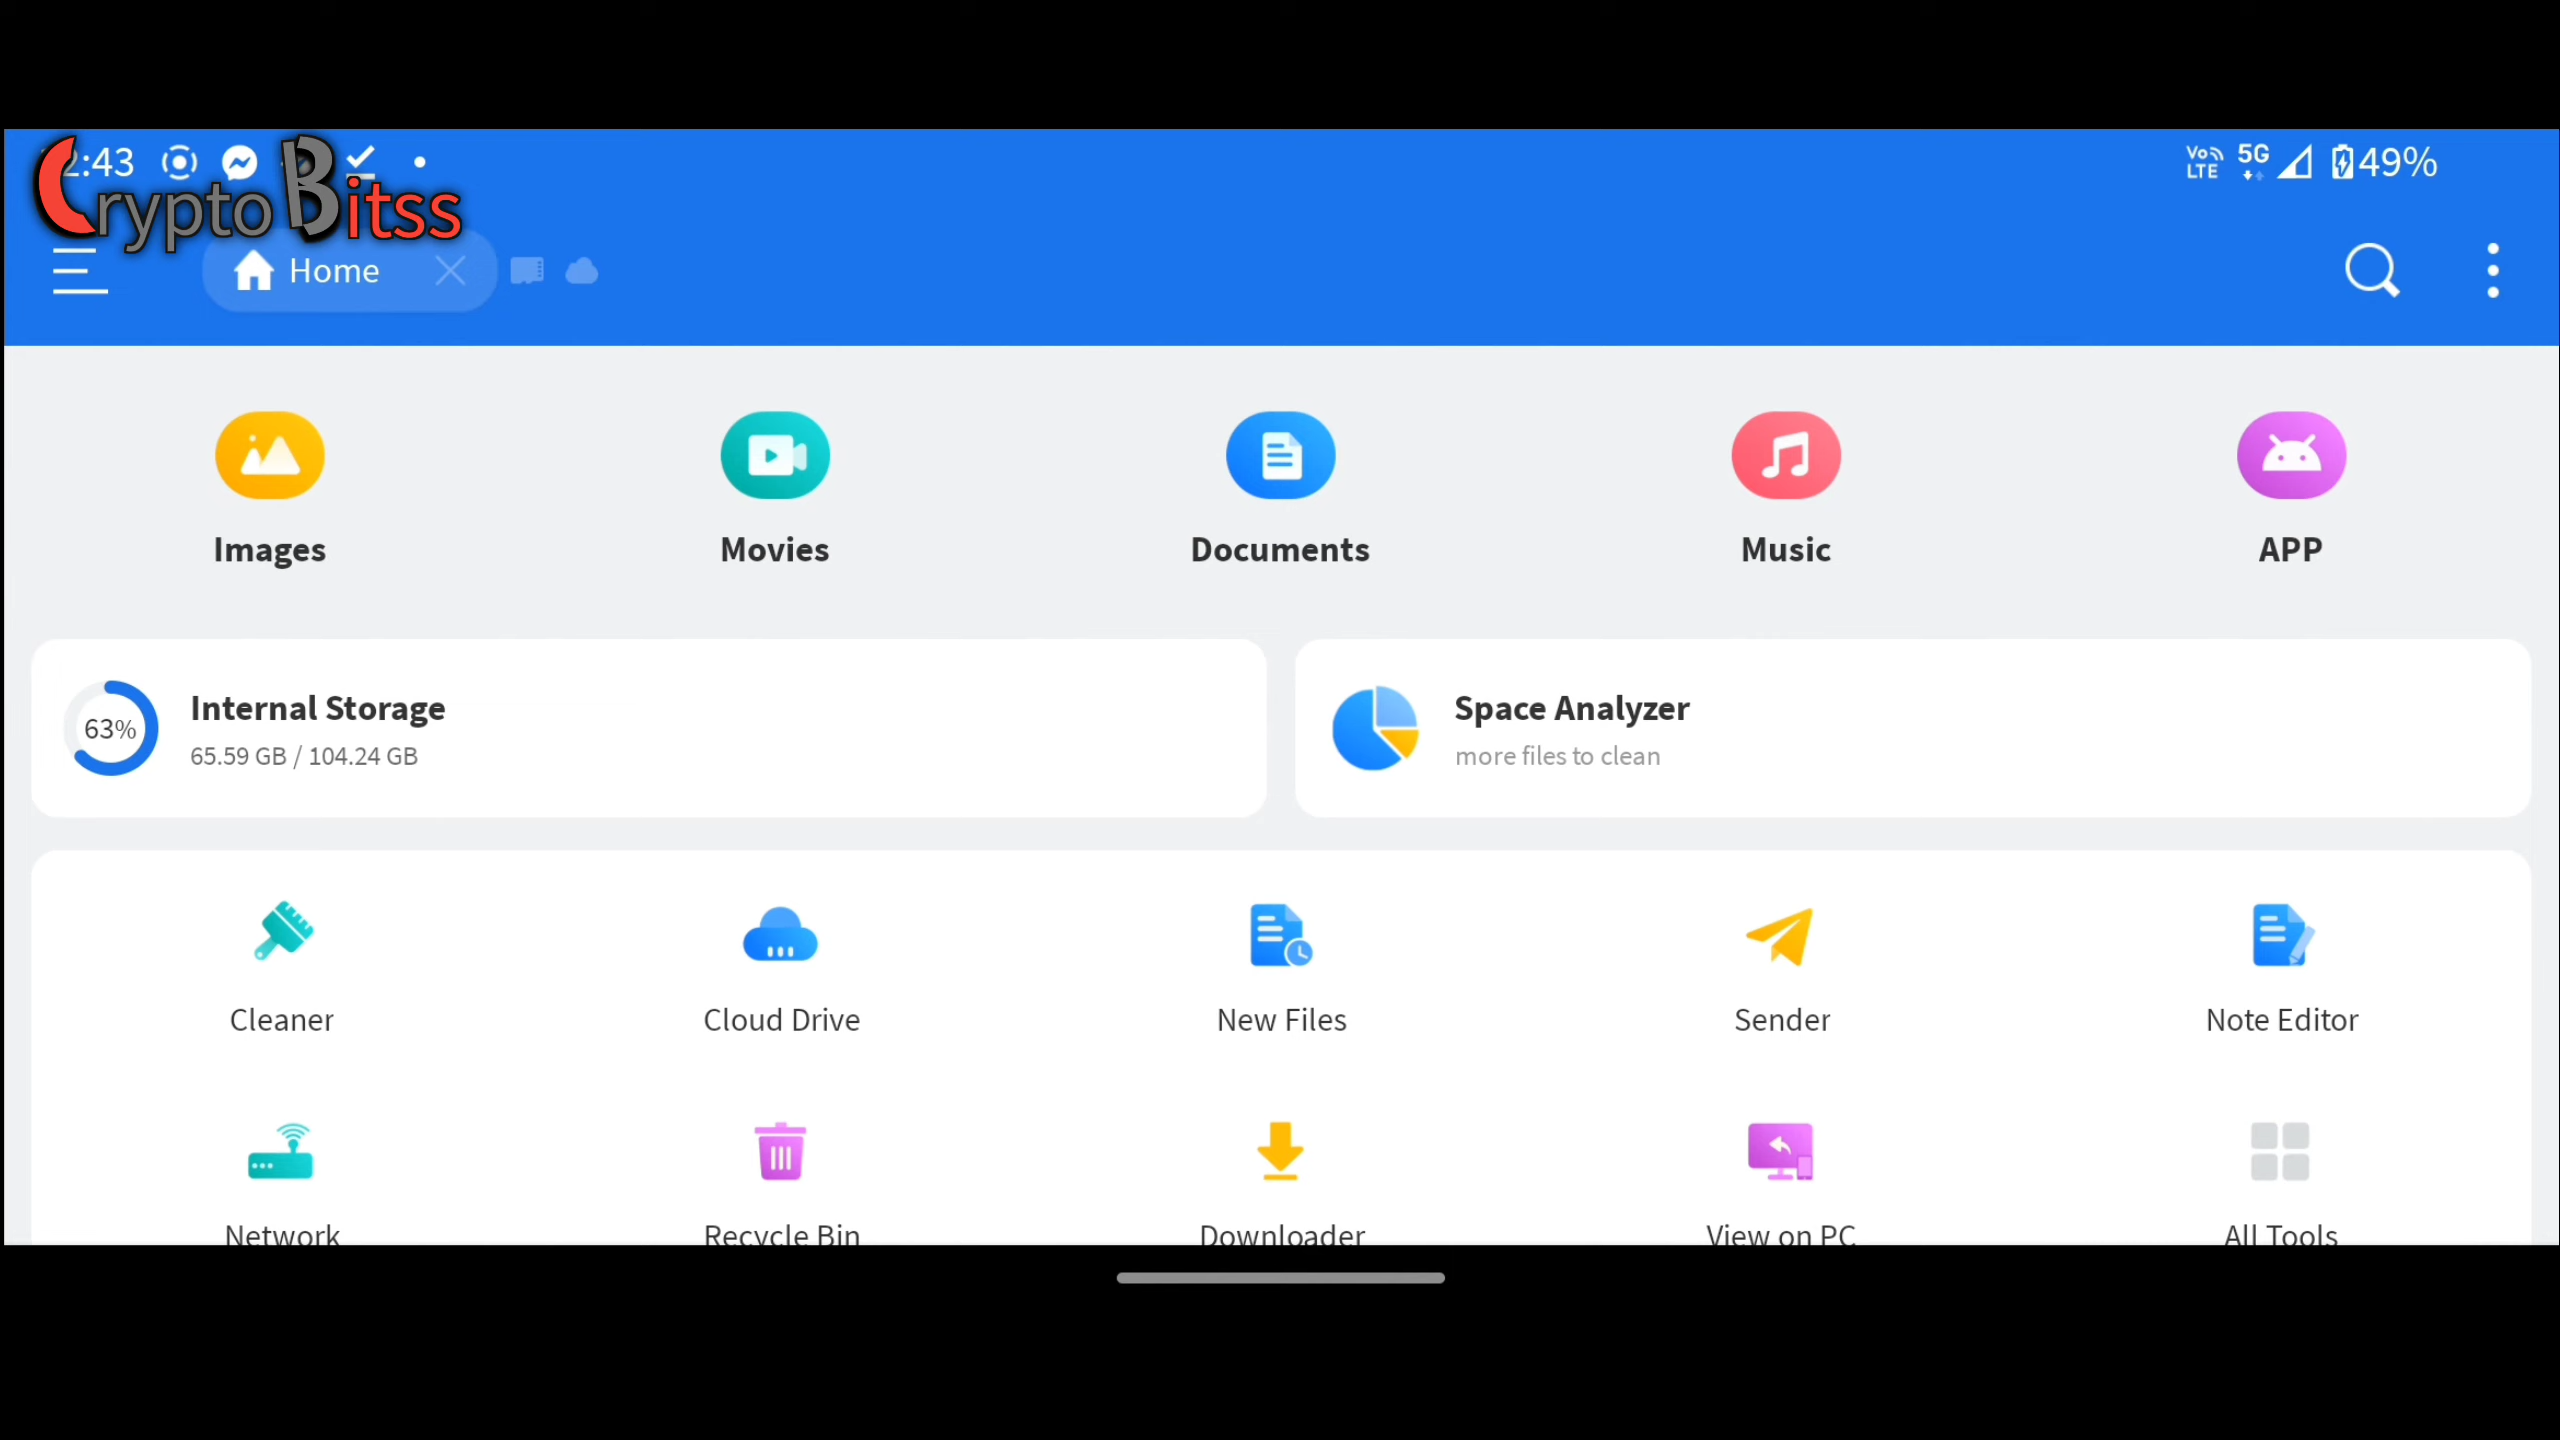 :43
49%
Vo LTE 5G
CryptoBitss
Home
Images
Movies
Documents
Music
APP
63%
Internal Storage
65.59 GB / 104.24 GB
Space Analyzer
more files to clean
Cleaner
Cloud Drive
New Files
Sender
Note Editor
Network
Recycle Bin
Downloader
View on PC
All Tools